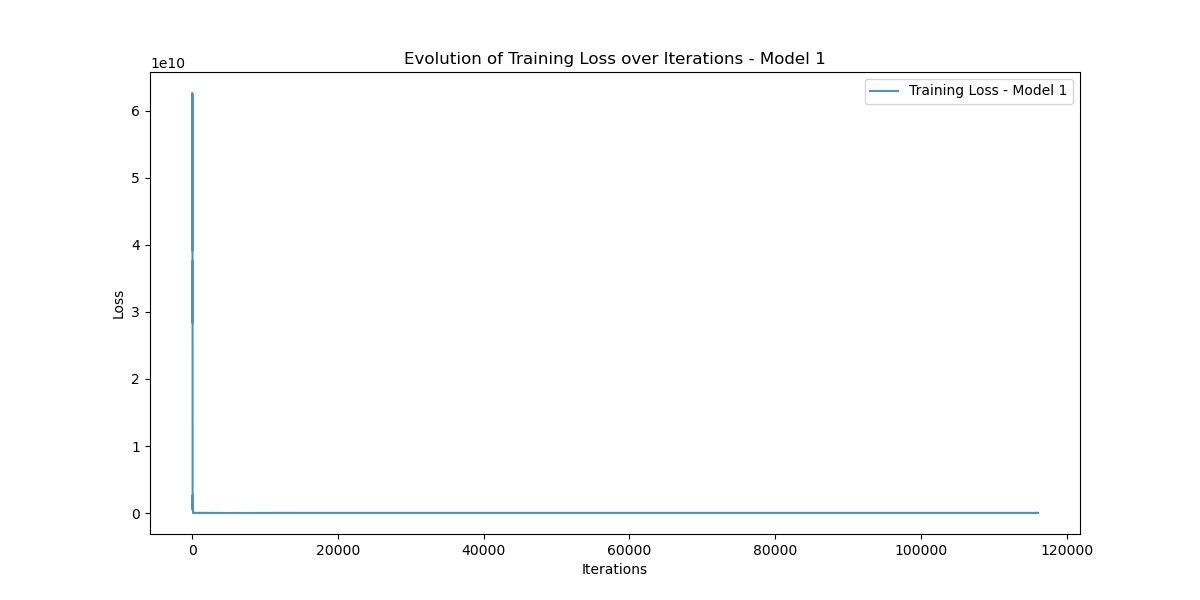 Evolution of Training Loss over Iterations - Model 1
1e10
Training Loss - Model 1
6
5
4
3
2
1
0
Loss
0 20000 40000 60000 80000 100000 120000
Iterations